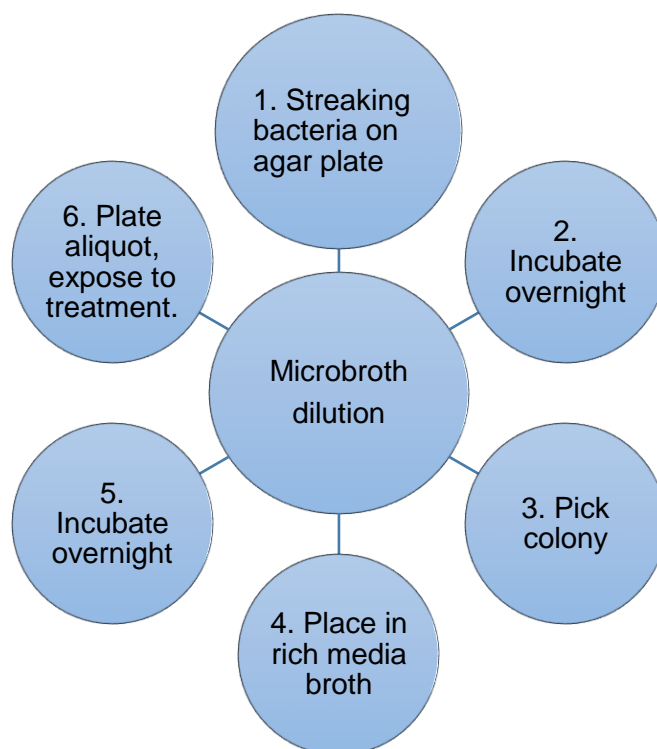 1. Streaking
bacteria on
agar plate
2.
Incubate
overnight
3. Pick
colony
4. Place in
rich media
broth
5.
Incubate
overnight
6. Plate
aliquot,
expose to
treatment.
Microbroth
dilution